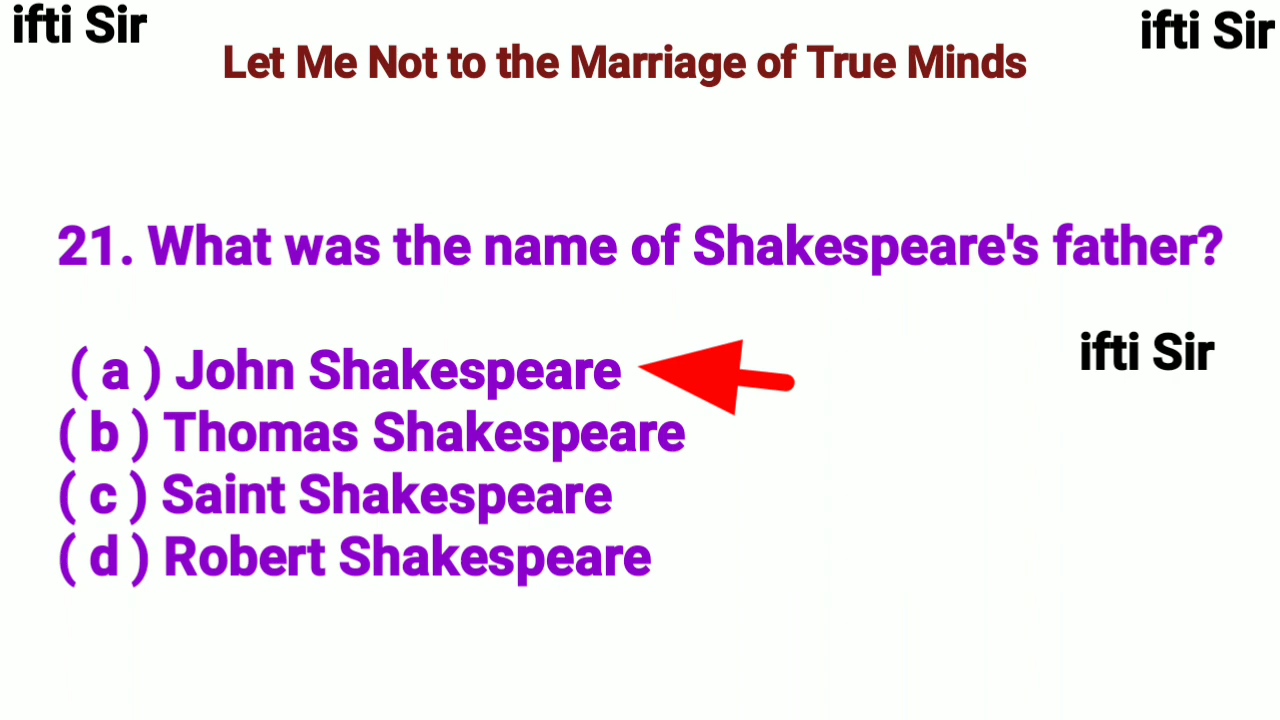 ifti Sir
ifti Sir
Let Me Not to the Marriage of True Minds
21. What was the name of Shakespeare's father?
( a ) John Shakespeare
ifti Sir
( b ) Thomas Shakespeare
( c ) Saint Shakespeare
( d ) Robert Shakespeare